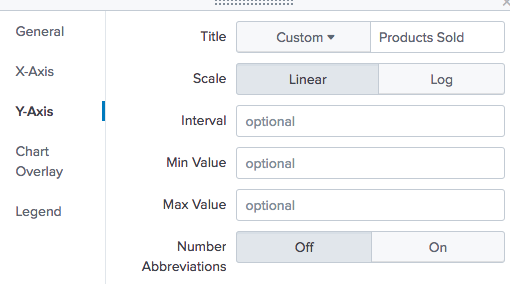 General
X-Axis
Y-Axis
Chart
Overlay
Legend
Title Custom Products Sold
Scale Linear Log
Interval optional
Min Value optional
Max Value optional
Number
Abbreviations Off On